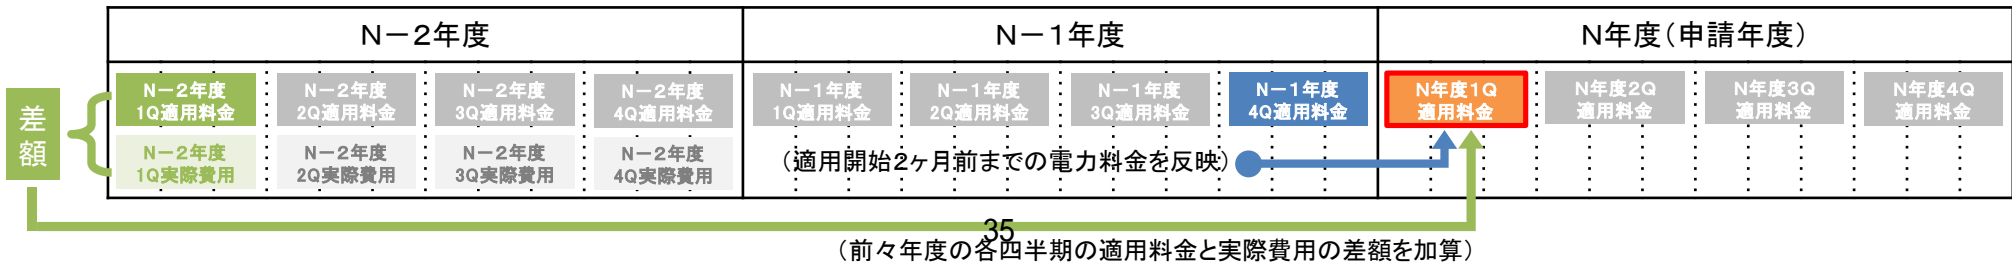 N－2年度
N－1年度
N年度（申請年度）
差
額
N－2年度
1Q適用料金
N－2年度
2Q適用料金
N－2年度
3Q適用料金
N－2年度
4Q適用料金
N－1年度
1Q適用料金
N－1年度
2Q適用料金
N－1年度
3Q適用料金
N－1年度
4Q適用料金
N年度1Q
適用料金
N年度2Q
適用料金
N年度3Q
適用料金
N年度4Q
適用料金
N－2年度
1Q実際費用
N－2年度
2Q実際費用
N－2年度
3Q実際費用
N－2年度
4Q実際費用
（適用開始2ヶ月前までの電力料金を反映）
35
（前々年度の各四半期の適用料金と実際費用の差額を加算）